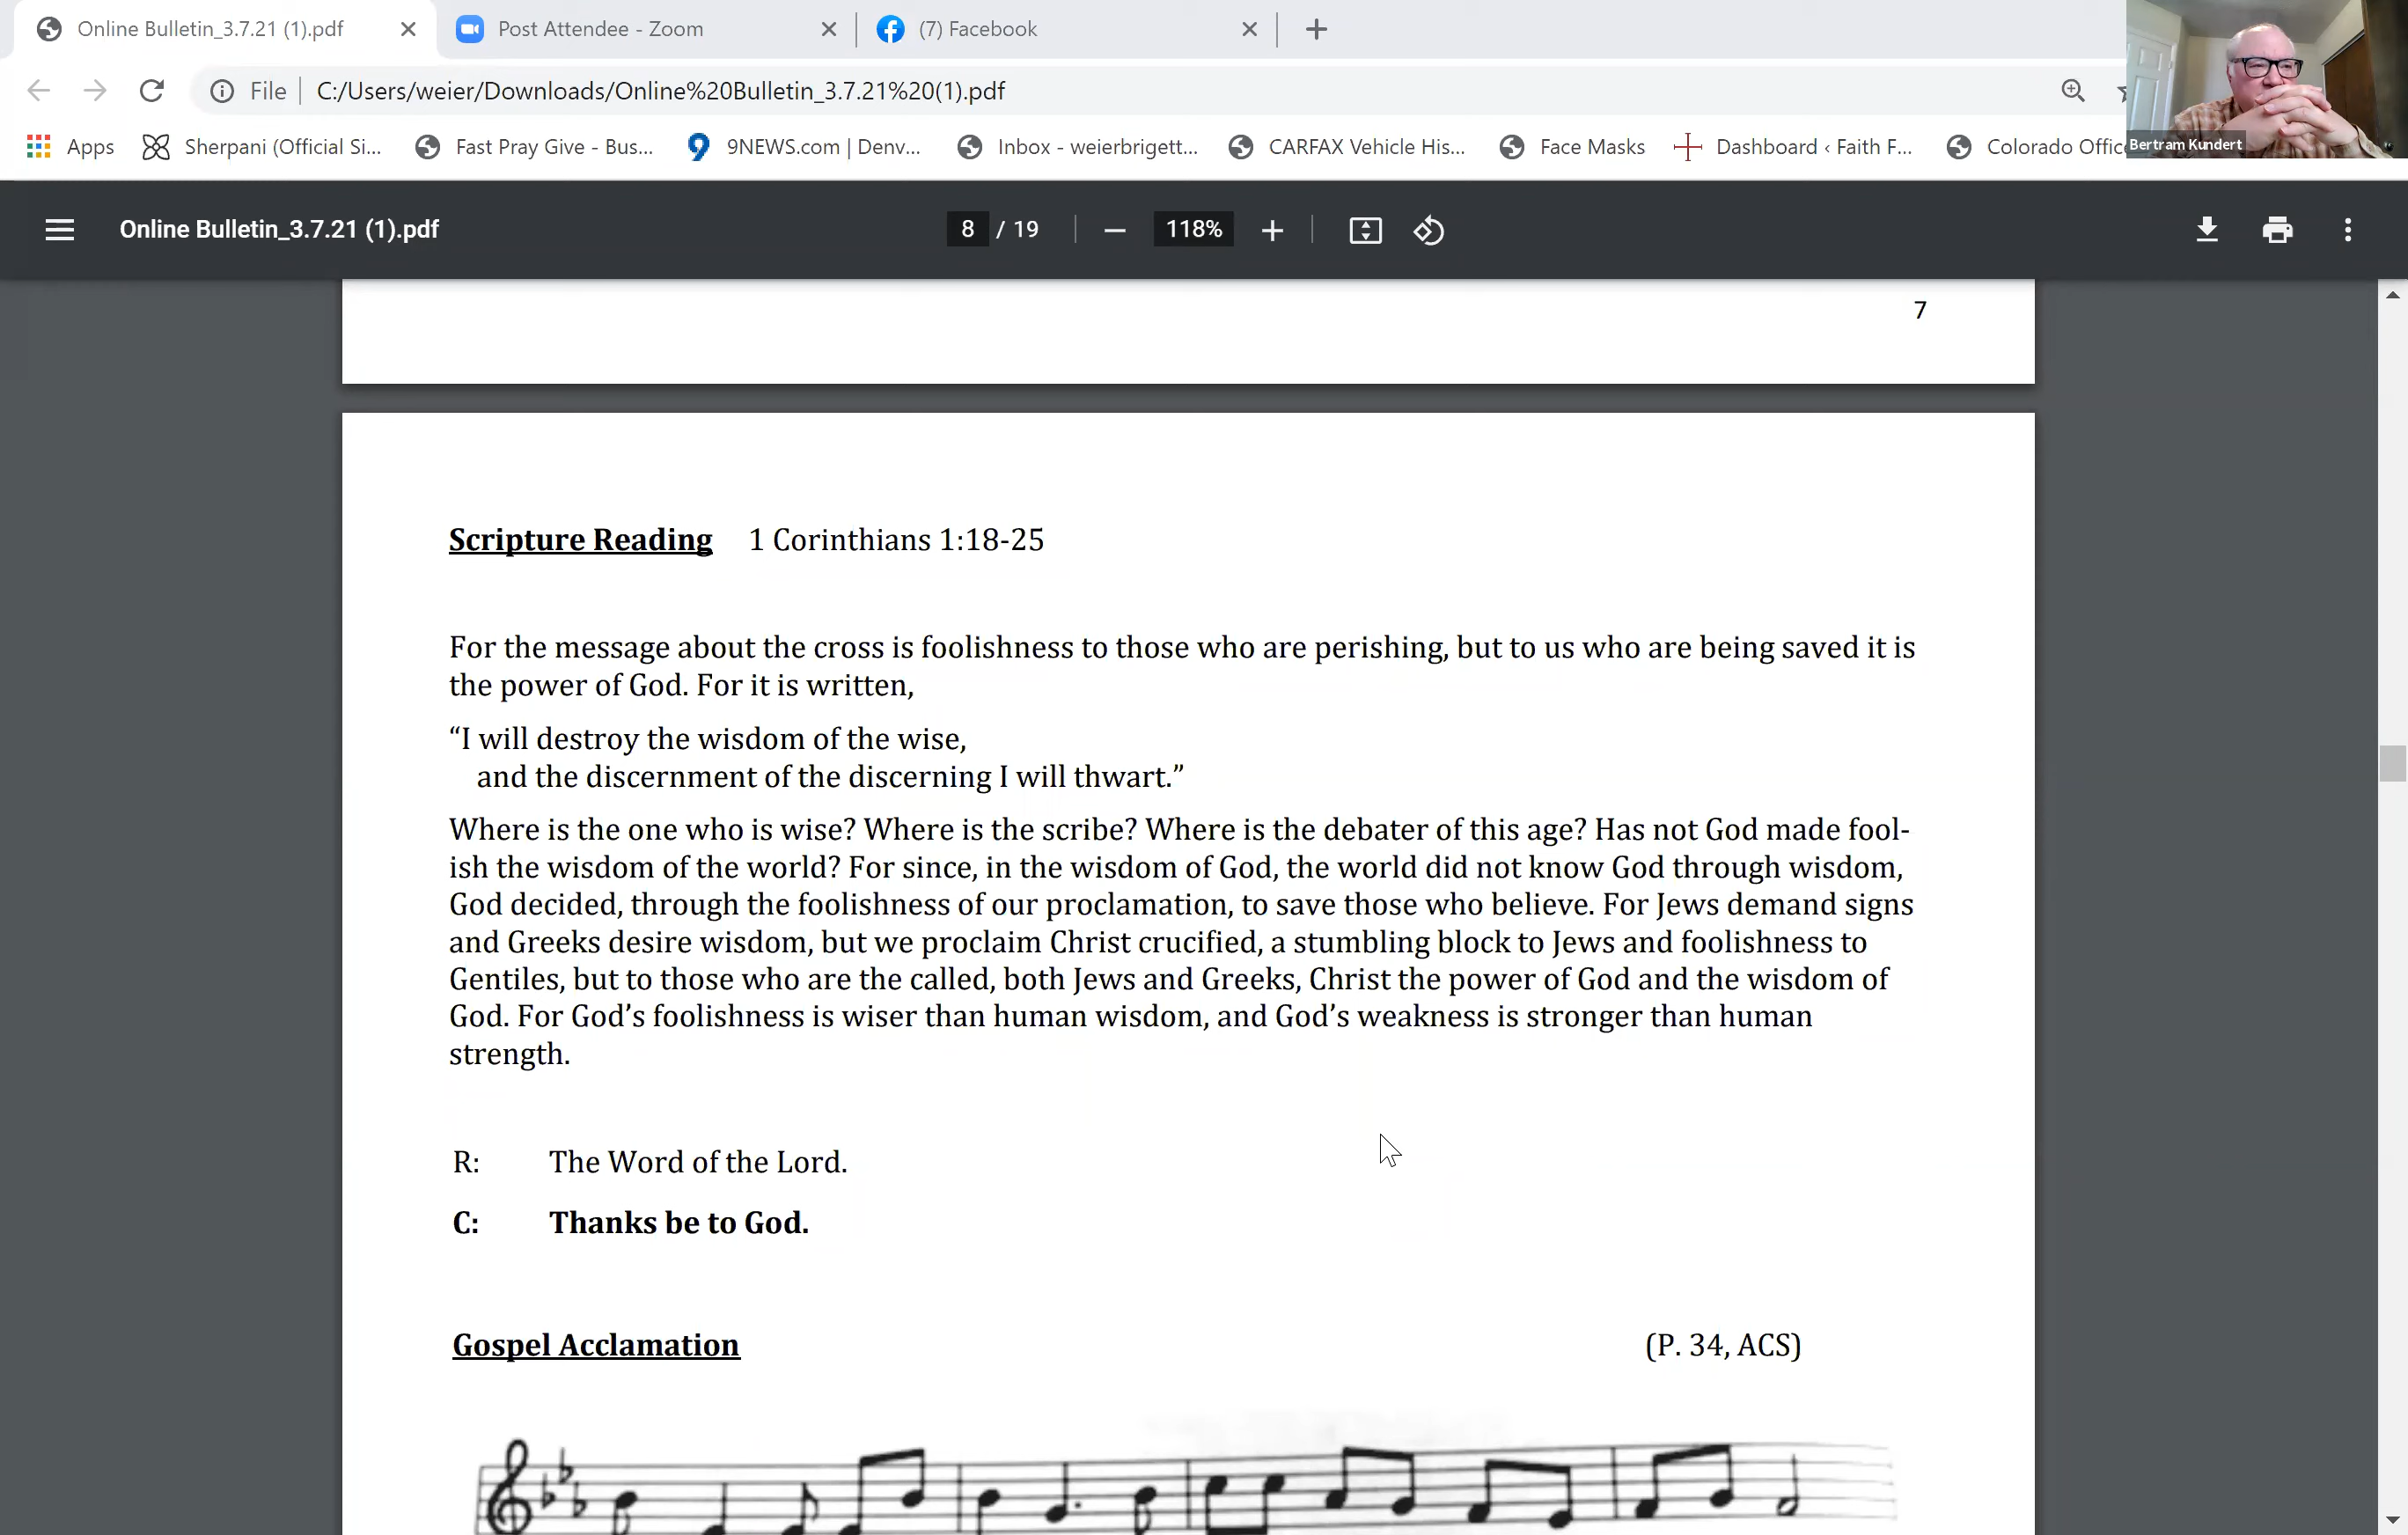 Online Bulletin_3.7.21 (1).pdf
Post Attendee - Zoom
(7) Facebook
File
C:/Users/weier/Downloads/Online%20Bulletin_3.7.21%20(1).pdf
Apps
Sherpani (Official Si...
Fast Pray Give - Bus...
9NEWS.com | Denv...
Inbox - weierbrigett...
CARFAX Vehicle His...
Face Masks
Dashboard ‹ Faith F...
Colorado Offic
Bertram Kundert
Online Bulletin_3.7.21 (1).pdf
8 / 19
118%
7
Scripture Reading 1 Corinthians 1:18-25
For the message about the cross is foolishness to those who are perishing, but to us who are being saved it is
the power of God. For it is written,
“I will destroy the wisdom of the wise,
and the discernment of the discerning I will thwart.”
Where is the one who is wise? Where is the scribe? Where is the debater of this age? Has not God made fool-
ish the wisdom of the world? For since, in the wisdom of God, the world did not know God through wisdom,
God decided, through the foolishness of our proclamation, to save those who believe. For Jews demand signs
and Greeks desire wisdom, but we proclaim Christ crucified, a stumbling block to Jews and foolishness to
Gentiles, but to those who are the called, both Jews and Greeks, Christ the power of God and the wisdom of
God. For God’s foolishness is wiser than human wisdom, and God’s weakness is stronger than human
strength.
R: The Word of the Lord.
C: Thanks be to God.
Gospel Acclamation (P. 34, ACS)